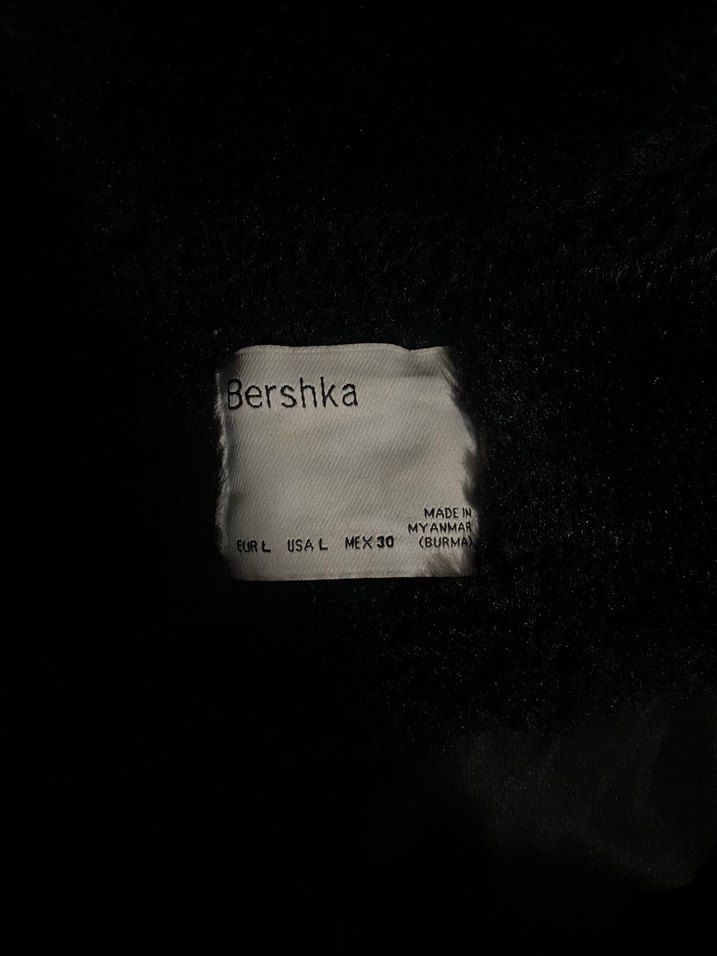 Bershka
MADE IN
MYANMAR
(BURMA)
EUR L USA L MEX 30